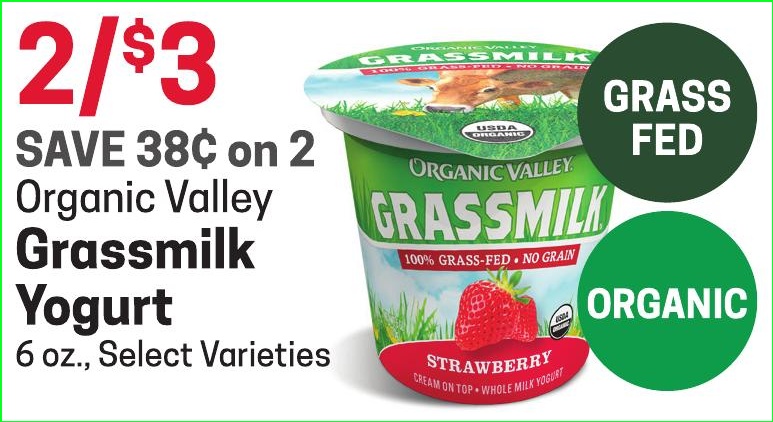 2/$3
SAVE 38¢ on 2
Organic Valley
Grassmilk
Yogurt
6 oz., Select Varieties
ORGANIC VALLEY
GRASSMILK
100% GRASS-FED • NO GRAIN
USDA
ORGANIC
ORGANIC VALLEY®
GRASSMILK®
100% GRASS-FED • NO GRAIN
USDA
ORGANIC
STRAWBERRY
CREAM ON TOP • WHOLE MILK YOGURT
GRASS
FED
ORGANIC